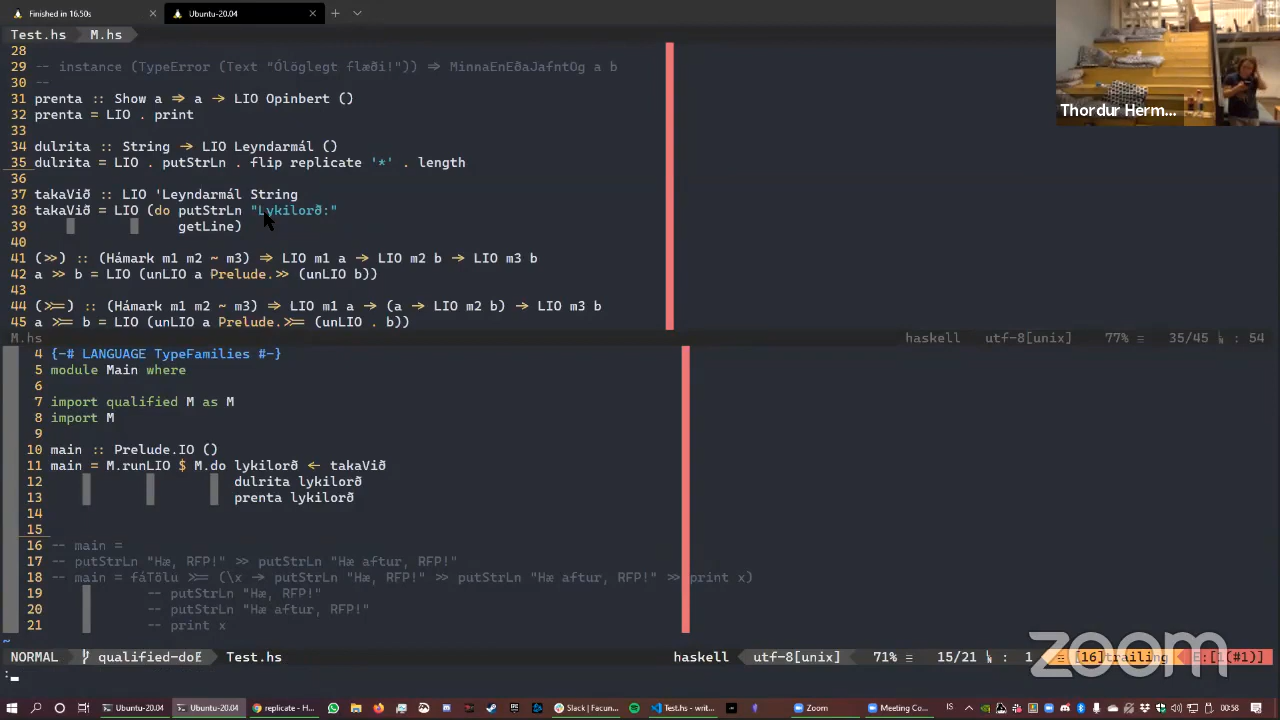 Finished in 16.50s
Ubuntu-20.04
Test.hs M.hs
28
29 -- instance (TypeError (Text "Ólöglegt flæði!")) ⇒ MinnaEnEðaJafntOg a b
30 --
31 prenta :: Show a ⇒ a → LIO Opinbert ()
32 prenta = LIO . print
33
34 dulrita :: String → LIO Leyndarmál ()
35 dulrita = LIO . putStrLn . flip replicate '*' . length
36
37 takaVið :: LIO 'Leyndarmál String
38 takaVið = LIO (do putStrLn "Lykilorð:"
39 getLine)
40
41 (>>) :: (Hámark m1 m2 ~ m3) ⇒ LIO m1 a → LIO m2 b → LIO m3 b
42 a >> b = LIO (unLIO a Prelude.>> (unLIO b))
43
44 (>>=) :: (Hámark m1 m2 ~ m3) ⇒ LIO m1 a → (a → LIO m2 b) → LIO m3 b
45 a >>= b = LIO (unLIO a Prelude.>>= (unLIO . b))
M.hs haskell utf-8[unix] 77% ≡ 35/45 ㏑ : 54
4 {-# LANGUAGE TypeFamilies #-}
5 module Main where
6
7 import qualified M as M
8 import M
9
10 main :: Prelude.IO ()
11 main = M.runLIO $ M.do lykilorð ← takaVið
12 dulrita lykilorð
13 prenta lykilorð
14
15
16 -- main =
17 -- putStrLn "Hæ, RFP!" >> putStrLn "Hæ aftur, RFP!"
18 -- main = fáTölu >>= (\x → putStrLn "Hæ, RFP!" >> putStrLn "Hæ aftur, RFP!" >> print x)
19 -- putStrLn "Hæ, RFP!"
20 -- putStrLn "Hæ aftur, RFP!"
21 -- print x
~
NORMAL qualified-do Test.hs haskell utf-8[unix] 71% ≡ 15/21 ㏑ : 1 ☲ [16]trailing E:[1(#1)]
:
Thordur Herm...
zoom
Ubuntu-20.04
Ubuntu-20.04
replicate - H...
Slack | Facun...
Test.hs - writ...
Zoom
Meeting Co...
IS
00:58